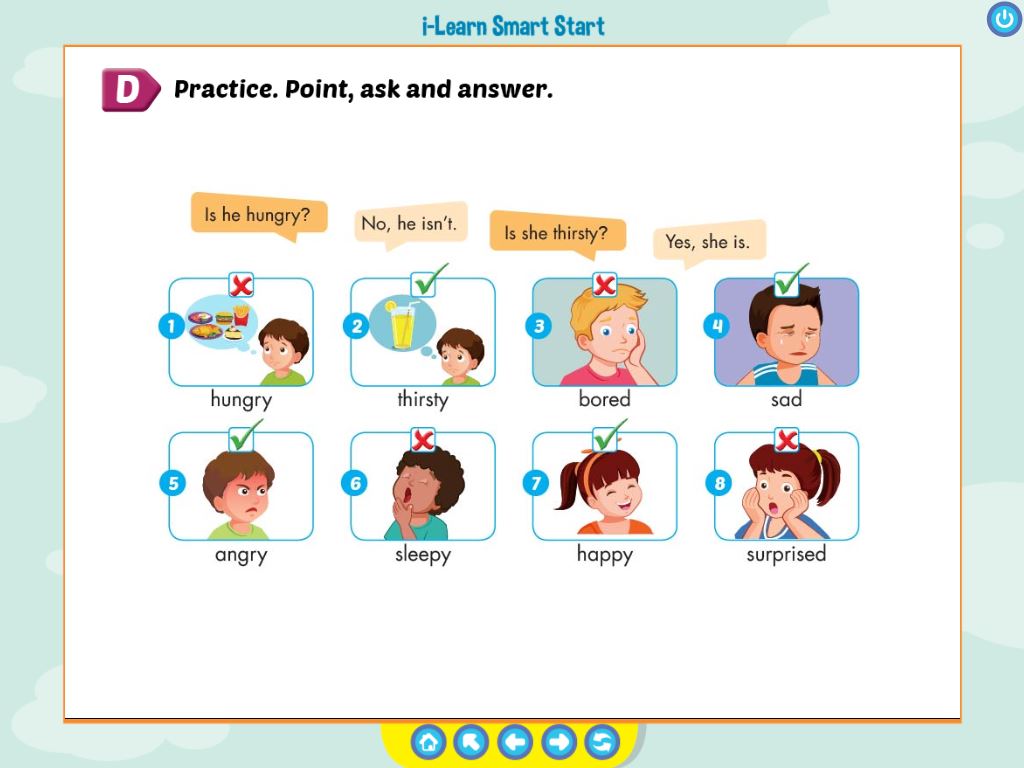 i-Learn Smart Start
D Practice. Point, ask and answer.
Is he hungry?
No, he isn't.
Is she thirsty?
Yes, she is.
1
2
3
4
hungry
thirsty
bored
sad
5
6
7
8
angry
sleepy
happy
surprised